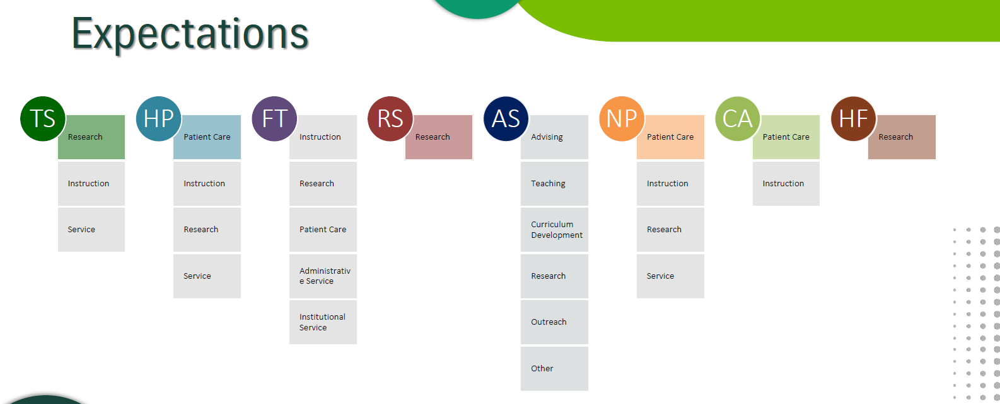 Expectations
TS
Research
Instruction
Service
HP
Patient Care
Instruction
Research
Service
FT
Instruction
Research
Patient Care
Administrativ
e Service
Institutional
Service
RS
Research
AS
Advising
Teaching
Curriculum
Development
Research
Outreach
Other
NP
Patient Care
Instruction
Research
Service
CA
Patient Care
Instruction
HF
Research